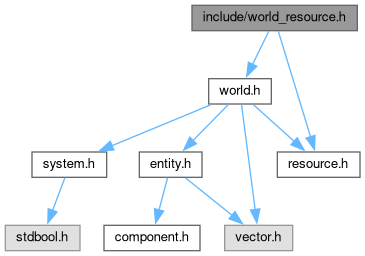 include/world_resource.h
world.h
system.h
entity.h
resource.h
stdbool.h
component.h
vector.h